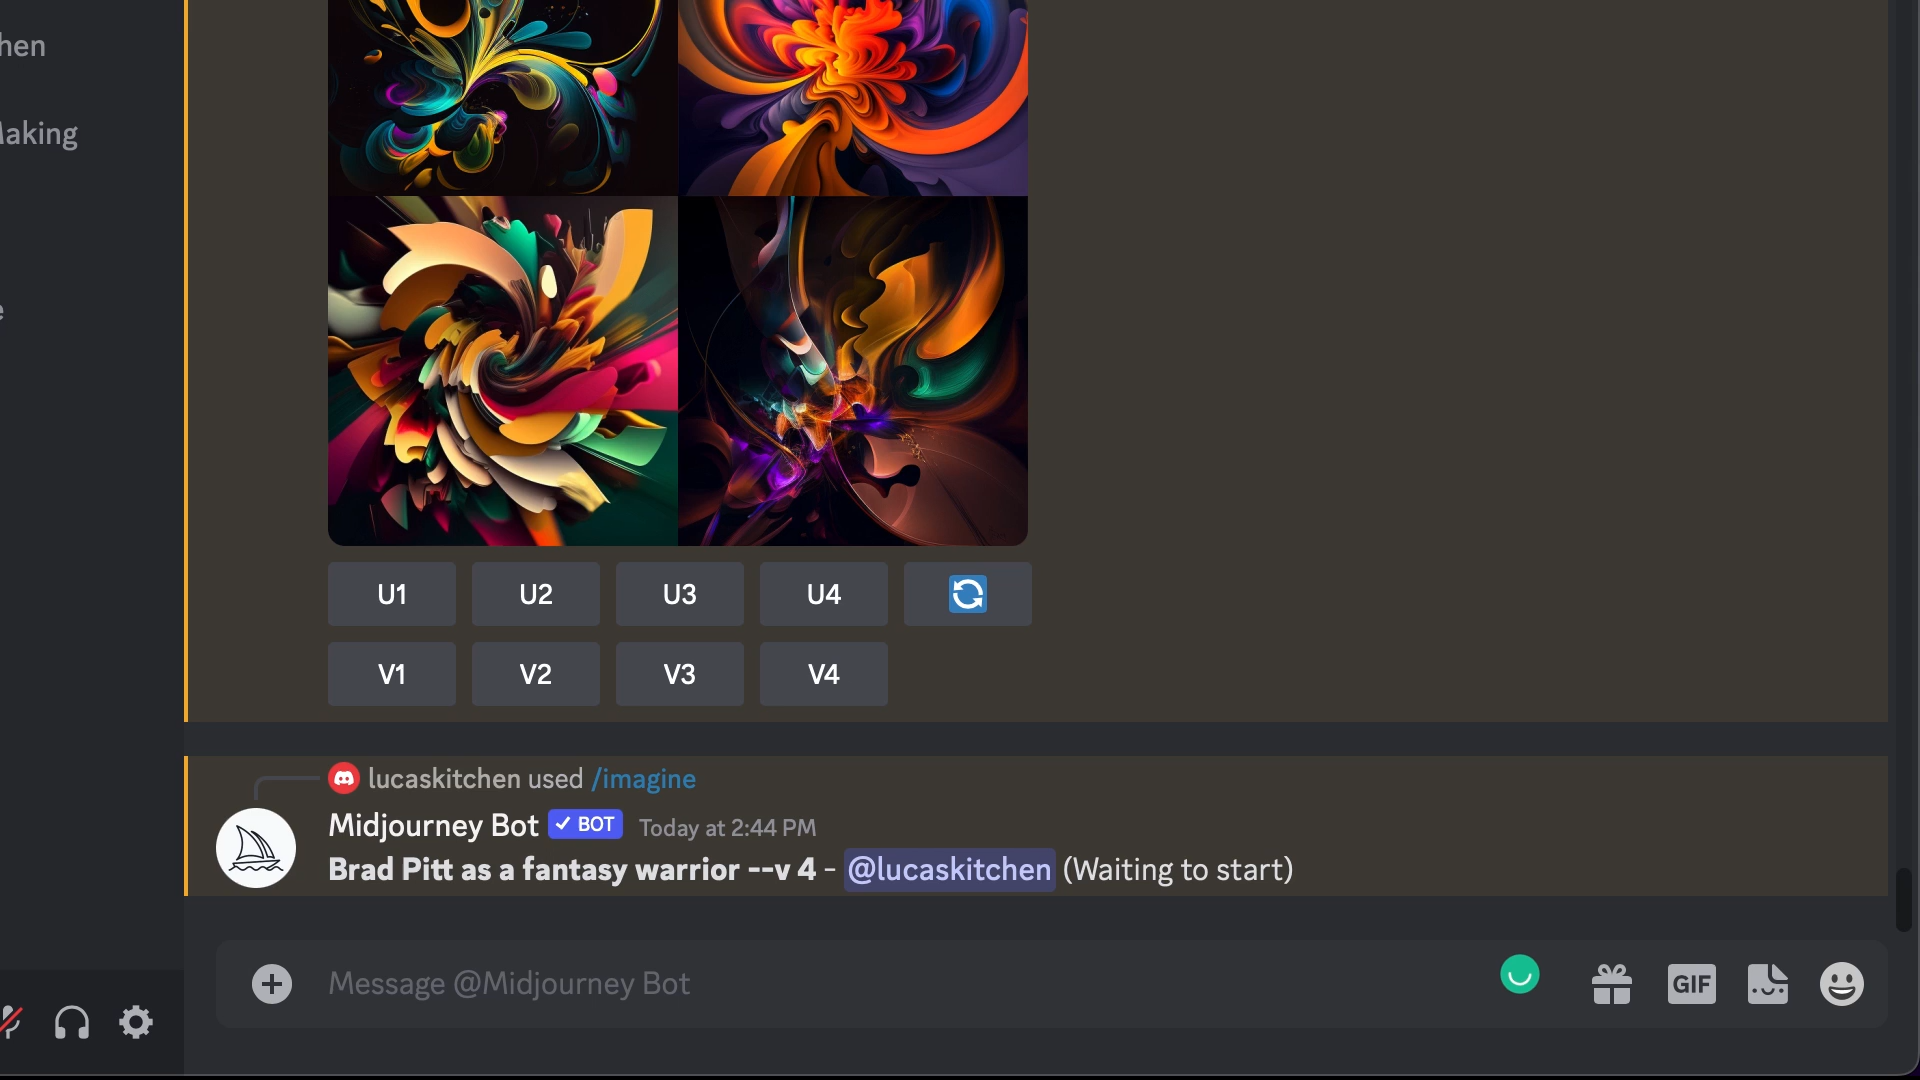 hen
Making
e
U1 U2 U3 U4
V1 V2 V3 V4
lucaskitchen used /imagine
Midjourney Bot BOT Today at 2:44 PM
Brad Pitt as a fantasy warrior --v 4 - @lucaskitchen (Waiting to start)
Message @Midjourney Bot
GIF